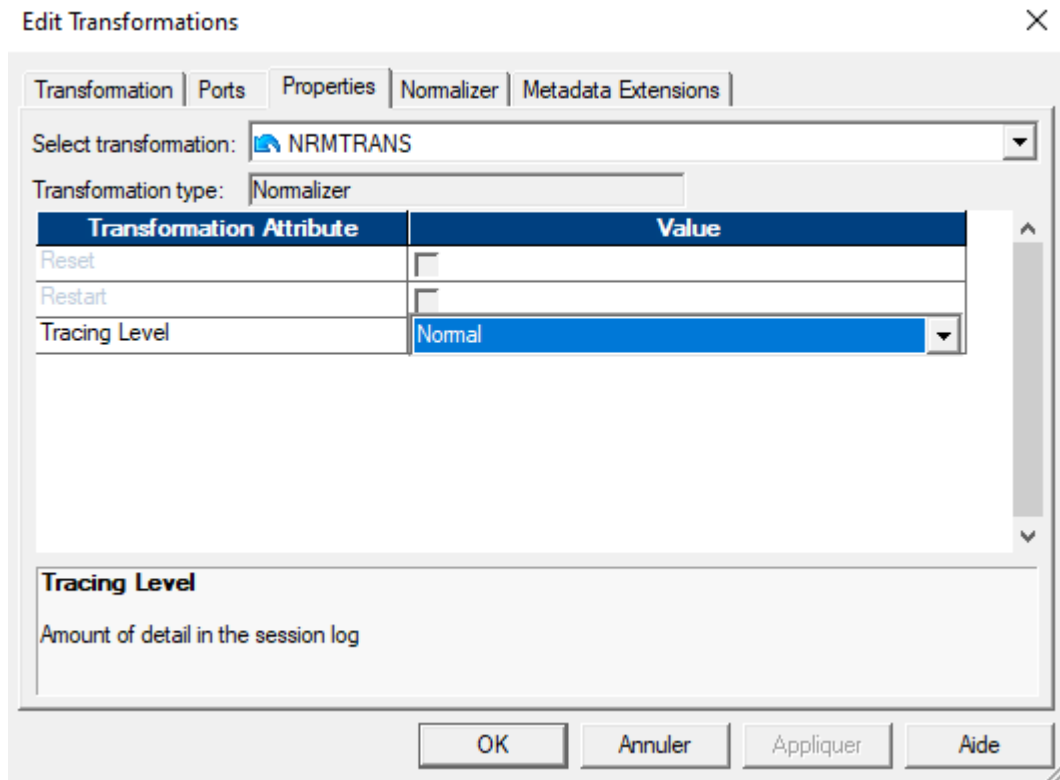 Edit Transformations
Transformation Ports Properties Normalizer Metadata Extensions
Select transformation: NRMTRANS
Transformation type: Normalizer
Transformation Attribute Value
Reset
Restart
Tracing Level Normal
Tracing Level
Amount of detail in the session log
OK Annuler Appliquer Aide